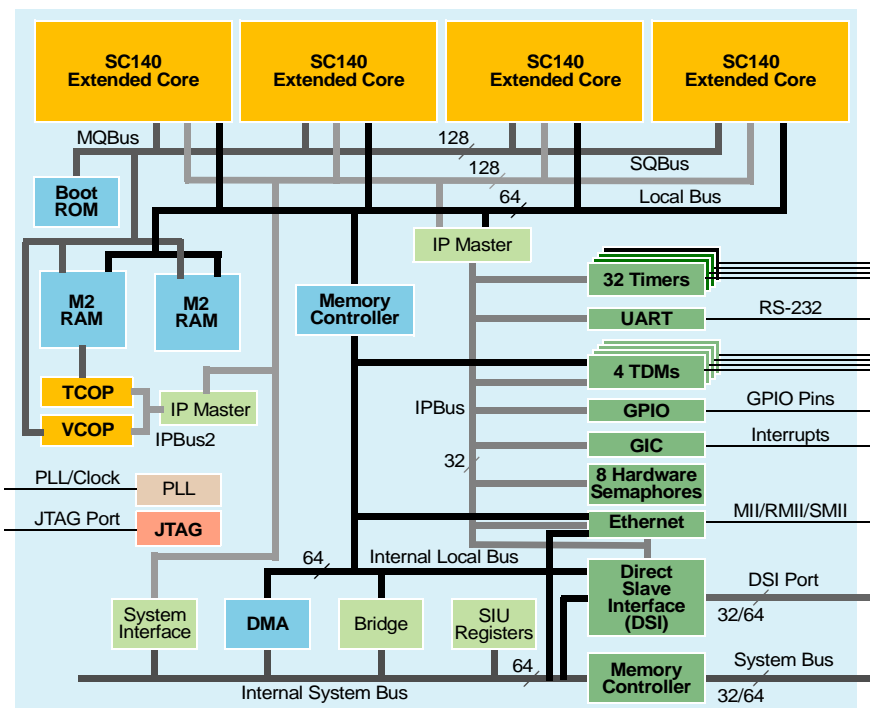 SC140
Extended Core
SC140
Extended Core
SC140
Extended Core
SC140
Extended Core
MQBus
128
128
SQBus
64
Local Bus
Boot
ROM
IP Master
M2
RAM
M2
RAM
Memory
Controller
32 Timers
UART
RS-232
4 TDMs
TCOP
VCOP
IP Master
IPBus2
IPBus
32
GPIO
GPIO Pins
GIC
Interrupts
8 Hardware
Semaphores
PLL/Clock
PLL
JTAG Port
JTAG
Ethernet
MII/RMII/SMII
64
Internal Local Bus
System
Interface
DMA
Bridge
SIU
Registers
Direct
Slave
Interface
(DSI)
DSI Port
32/64
64
Internal System Bus
Memory
Controller
System Bus
32/64